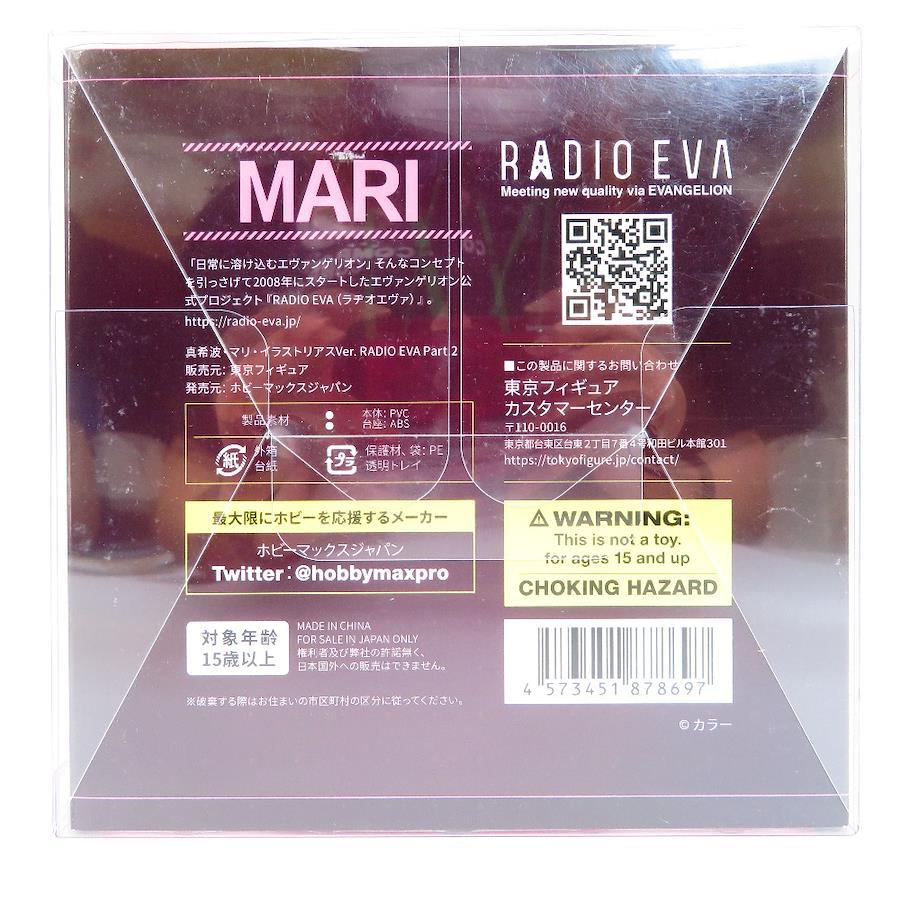 MARI
「日常に溶け込むエヴァンゲリオン」そんなコンセプト
を引っさげて2008年にスタートしたエヴァンゲリオン公
式プロジェクト『RADIO EVA（ラヂオエヴァ）』。
https://radio-eva.jp/
真希波・マリ・イラストリアスVer. RADIO EVA Part.2
販売元: 東京フィギュア
発売元: ホビーマックスジャパン
製品素材
本体: PVC
台座: ABS
紙
外箱
台紙
プラ
保護材、袋: PE
透明トレイ
最大限にホビーを応援するメーカー
ホビーマックスジャパン
Twitter：@hobbymaxpro
対象年齢
15歳以上
MADE IN CHINA
FOR SALE IN JAPAN ONLY
権利者及び弊社の許諾無く、
日本国外への販売はできません。
※破棄する際はお住まいの市区町村の区分に従ってください。
RADIO EVA
Meeting new quality via EVANGELION
■この製品に関するお問い合わせ
東京フィギュア
カスタマーセンター
〒110-0016
東京都台東区台東2丁目7番4号和田ビル本館301
https://tokyofigure.jp/contact/
⚠WARNING:
This is not a toy.
for ages 15 and up
CHOKING HAZARD
4 573451 878697
© カラー